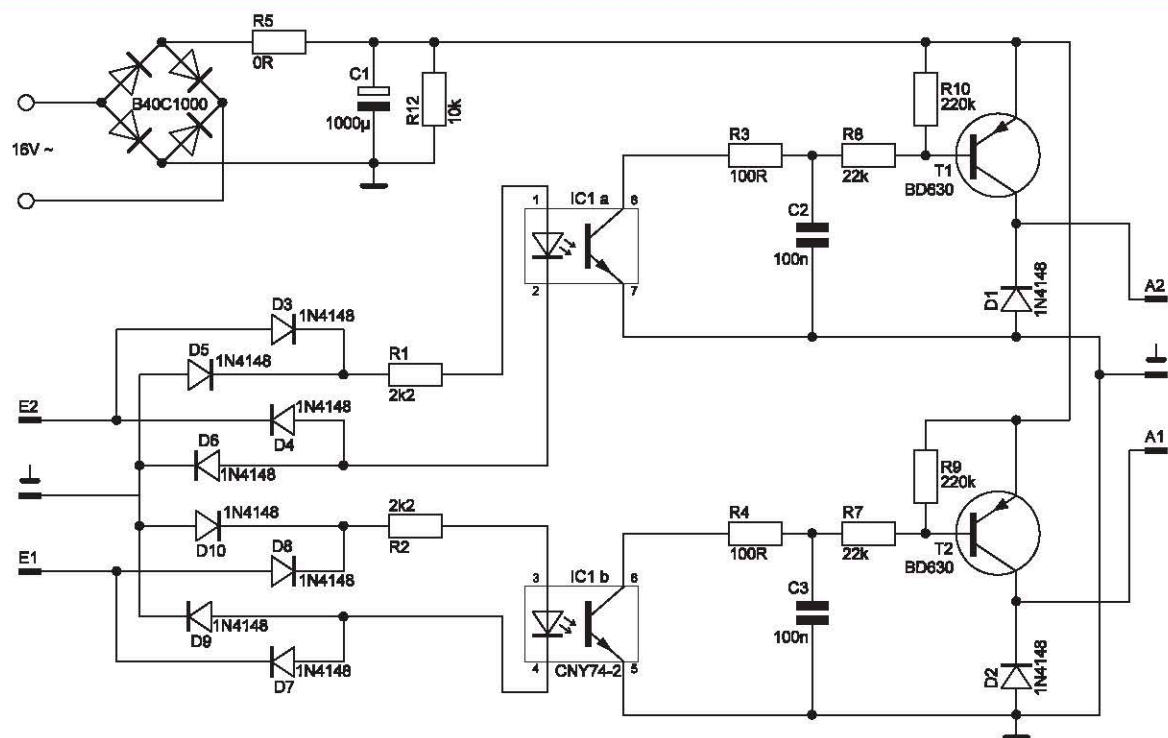 R5
0R
C1
1000µ
R12
10k
B40C1000
16V ~
R10
220k
R3
100R
R6
22k
T1
BD630
C2
100n
IC1 a
1
6
2
7
D1
1N4148
A2
D3
1N4148
D5
1N4148
R1
2k2
E2
1N4148
D4
D6
1N4148
R9
220k
A1
1N4148
D10
D8
1N4148
2k2
R2
E1
R4
100R
R7
22k
T2
BD630
C3
100n
IC1 b
3
6
4
5
CNY74-2
D9
1N4148
D7
1N4148
D2
1N4148